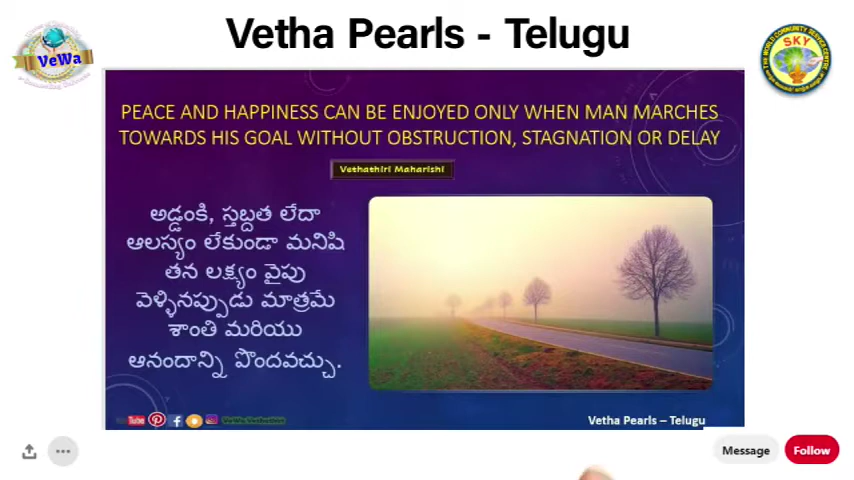 Vetha Pearls - Telugu
VeWa
SKY
PEACE AND HAPPINESS CAN BE ENJOYED ONLY WHEN MAN MARCHES
TOWARDS HIS GOAL WITHOUT OBSTRUCTION, STAGNATION OR DELAY
Vethathiri Maharishi
అడ్డంకి, స్తబ్దత లేదా
ఆలస్యం లేకుండా మనిషి
తన లక్ష్యం వైపు
వెళ్ళినప్పుడు మాత్రమే
శాంతి మరియు
ఆనందాన్ని పొందవచ్చు.
Vetha Pearls – Telugu
Message
Follow